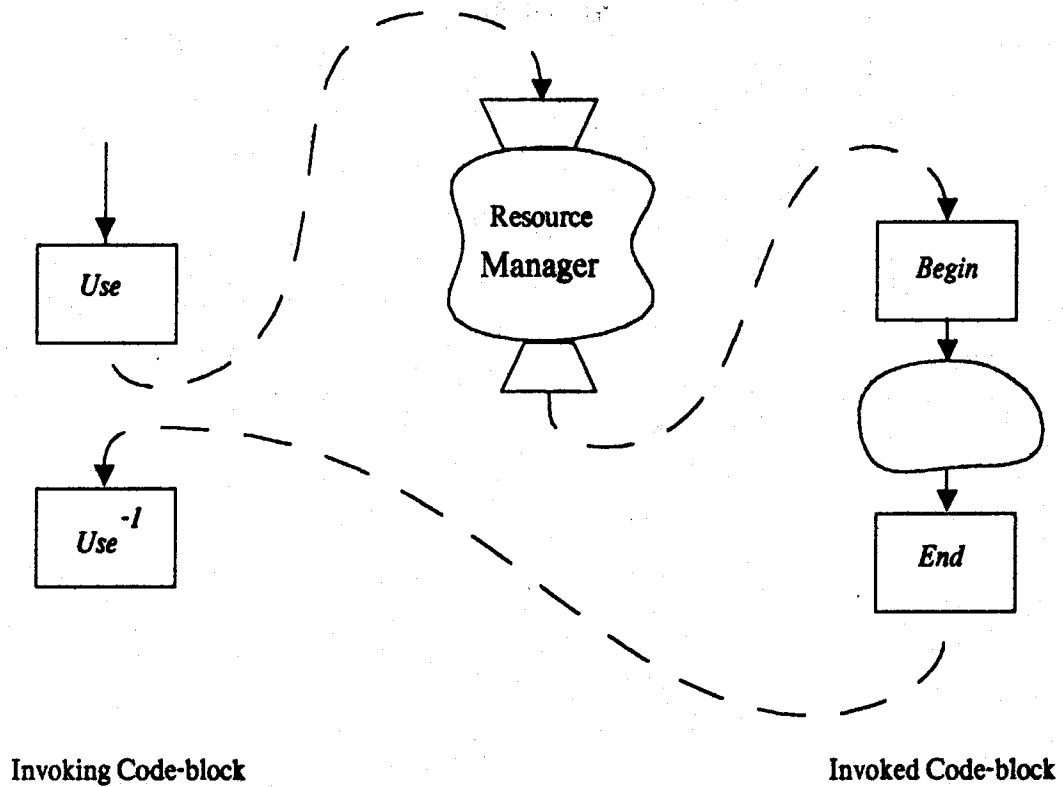 Resource
Manager
Use
Begin
Use⁻¹
End
Invoking Code-block
Invoked Code-block